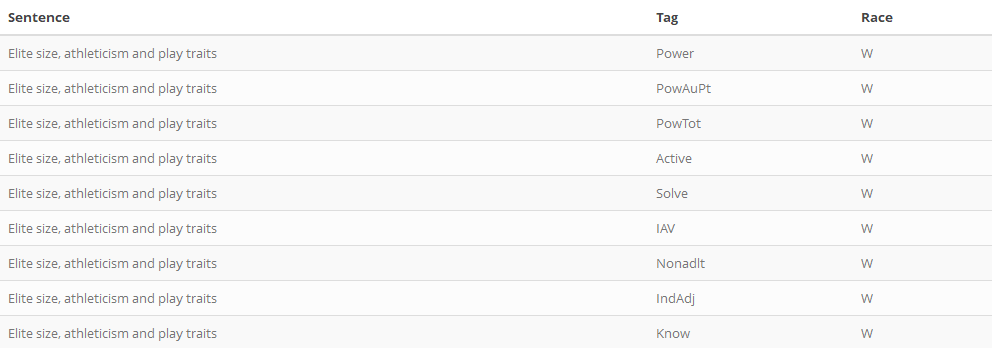 Sentence Tag Race
Elite size, athleticism and play traits Power W
Elite size, athleticism and play traits PowAuPt W
Elite size, athleticism and play traits PowTot W
Elite size, athleticism and play traits Active W
Elite size, athleticism and play traits Solve W
Elite size, athleticism and play traits IAV W
Elite size, athleticism and play traits Nonadlt W
Elite size, athleticism and play traits IndAdj W
Elite size, athleticism and play traits Know W